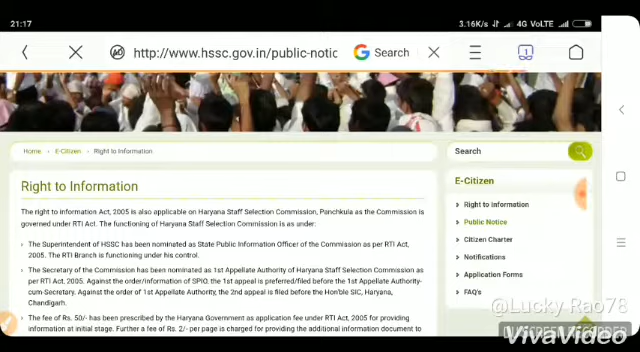 21:17
3.16K/s 4G VoLTE
http://www.hssc.gov.in/public-notic
Search
1
Home E-Citizen Right to Information
Right to Information
The right to information Act, 2005 is also applicable on Haryana Staff Selection Commission, Panchkula as the Commission is
governed under RTI Act. The functioning of Haryana Staff Selection Commission is as under:
The Superintendent of HSSC has been nominated as State Public Information Officer of the Commission as per RTI Act,
2005. The RTI Branch is functioning under his control.
The Secretary of the Commission has been nominated as 1st Appellate Authority of Haryana Staff Selection Commission as
per RTI Act, 2005. Against the order/information of SPIO, the 1st appeal is preferred/filed before the 1st Appellate Authority-
cum-Secretary. Against the order of 1st Appellate Authority, the 2nd appeal is filed before the Hon'ble SIC, Haryana,
Chandigarh.
The fee of Rs. 50/- has been prescribed by the Haryana Government as application fee under RTI Act, 2005 for providing
information at initial stage. Further a fee of Rs. 2/- per page is charged for providing the additional information document to
Search
E-Citizen
Right to information
Public Notice
Citizen Charter
Notifications
Application Forms
FAQ's
@Lucky Rao78
DU SCREEN RECORDER
VivaVideo